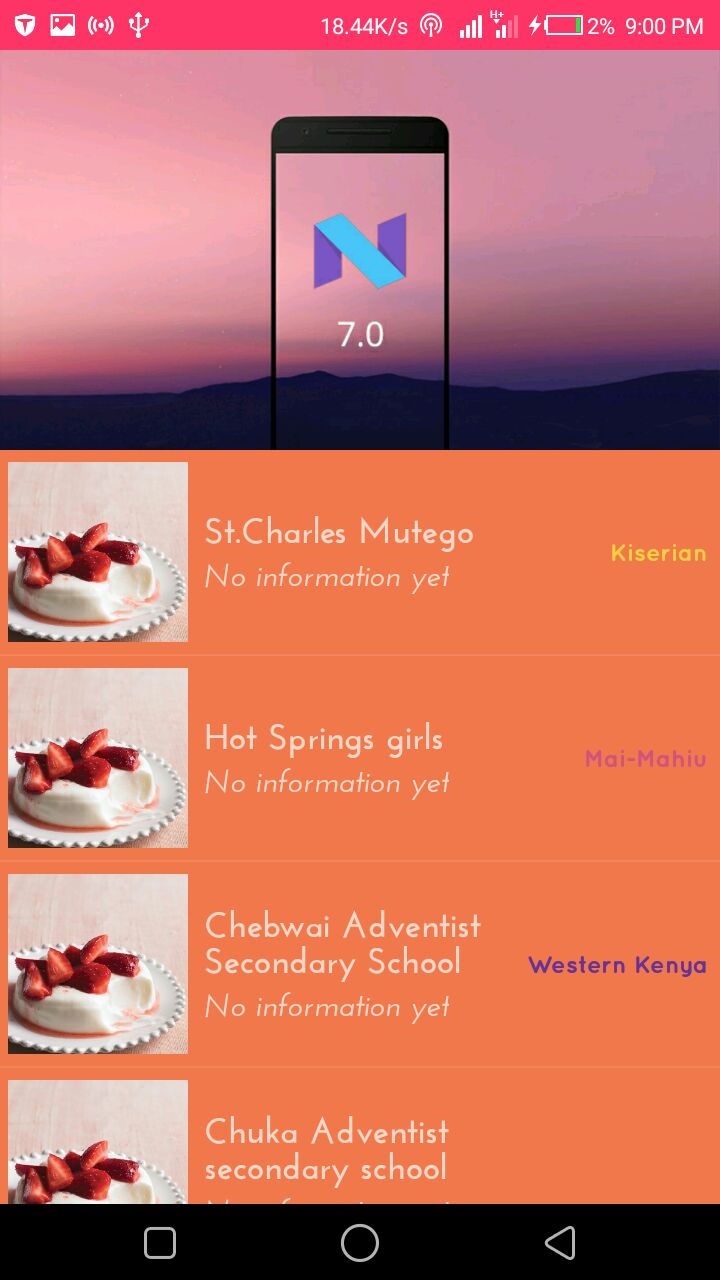 18.44K/s H+ 2% 9:00 PM
7.0
St.Charles Mutego
No information yet
Kiserian
Hot Springs girls
No information yet
Mai-Mahiu
Chebwai Adventist
Secondary School
No information yet
Western Kenya
Chuka Adventist
secondary school